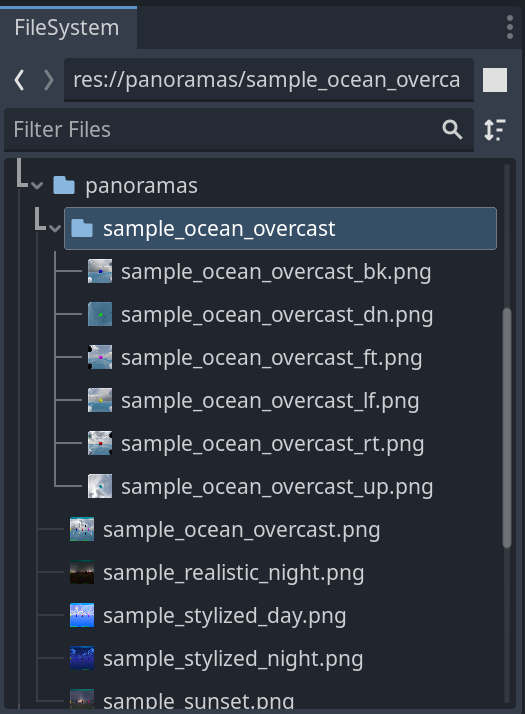 FileSystem
res://panoramas/sample_ocean_overca
Filter Files
panoramas
sample_ocean_overcast
sample_ocean_overcast_bk.png
sample_ocean_overcast_dn.png
sample_ocean_overcast_ft.png
sample_ocean_overcast_lf.png
sample_ocean_overcast_rt.png
sample_ocean_overcast_up.png
sample_ocean_overcast.png
sample_realistic_night.png
sample_stylized_day.png
sample_stylized_night.png
sample_sunset.png